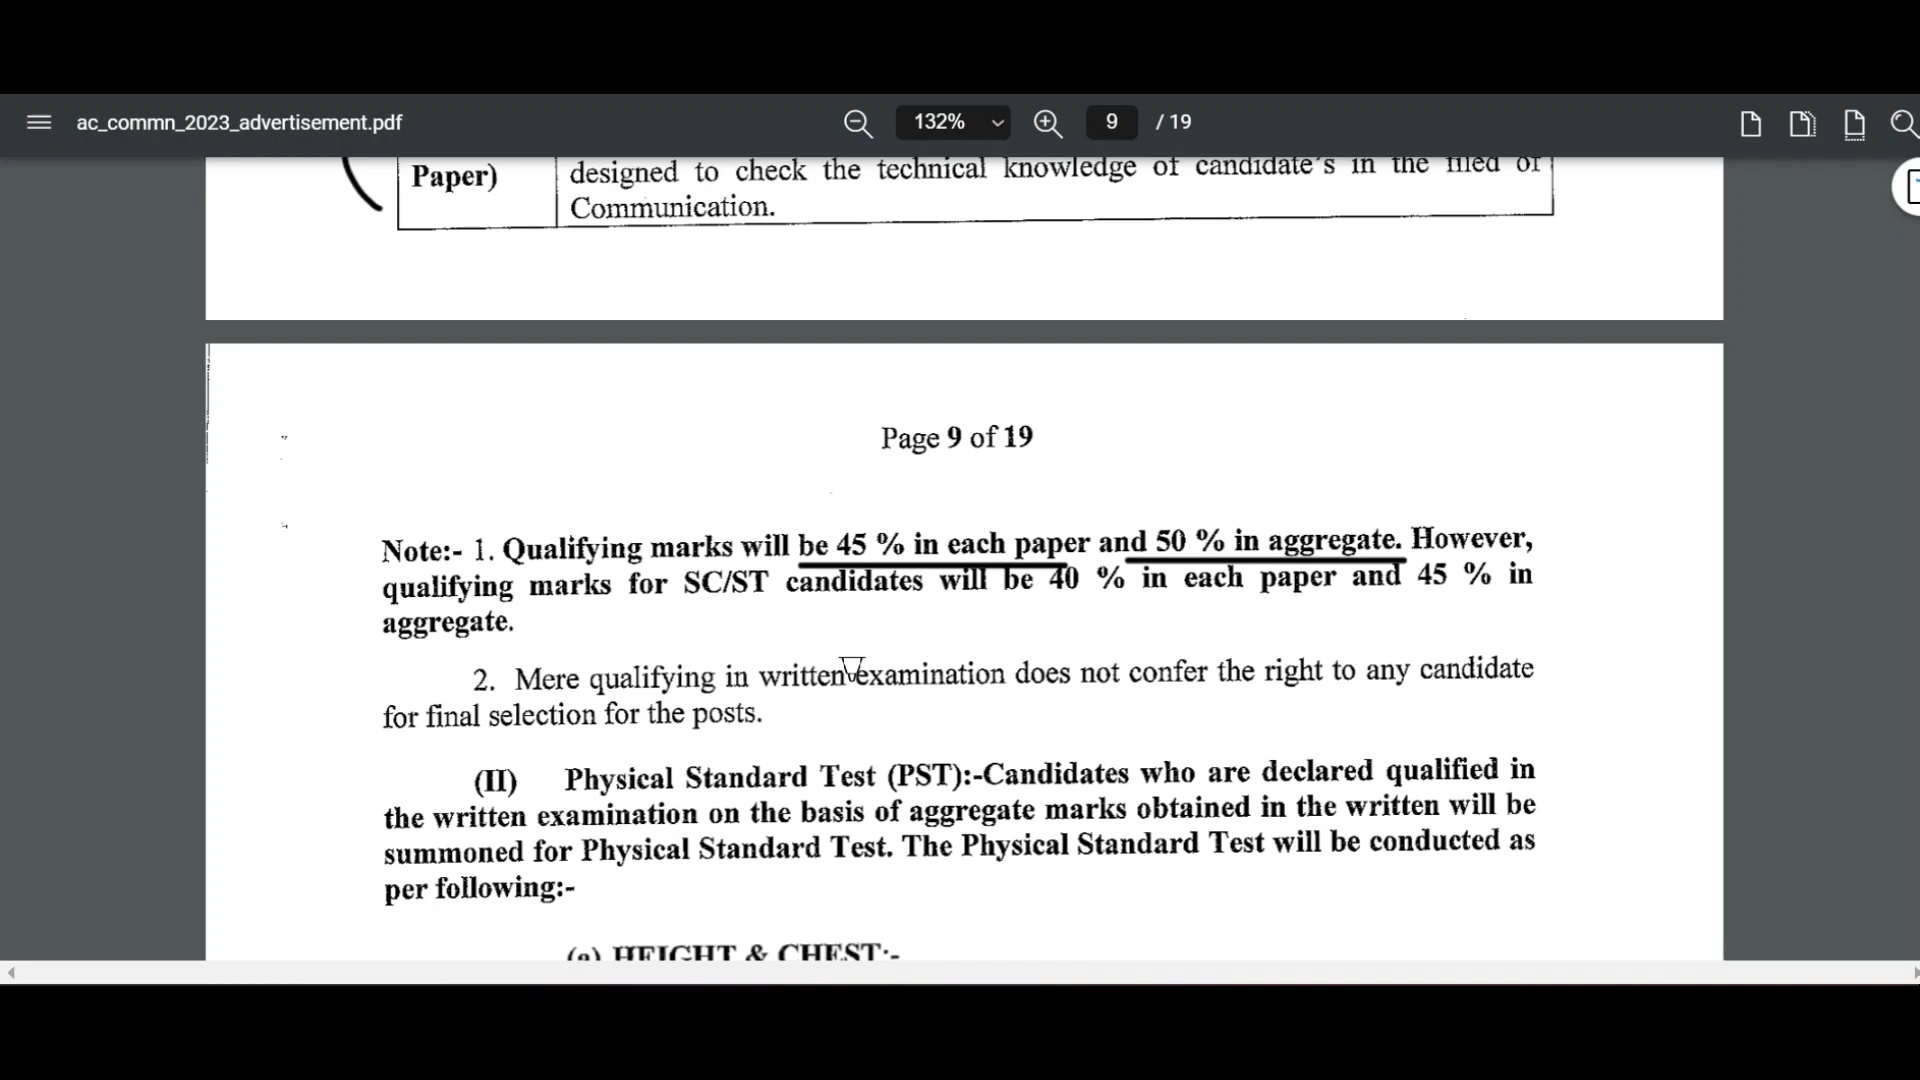 ac_commn_2023_advertisement.pdf
132%
9 / 19
Paper)
designed to check the technical knowledge of candidate's in the filed of
Communication.
Page 9 of 19
Note:- 1. Qualifying marks will be 45 % in each paper and 50 % in aggregate. However,
qualifying marks for SC/ST candidates will be 40 % in each paper and 45 % in
aggregate.
2. Mere qualifying in written examination does not confer the right to any candidate
for final selection for the posts.
(II) Physical Standard Test (PST):-Candidates who are declared qualified in
the written examination on the basis of aggregate marks obtained in the written will be
summoned for Physical Standard Test. The Physical Standard Test will be conducted as
per following:-
(a) HEIGHT & CHEST:-